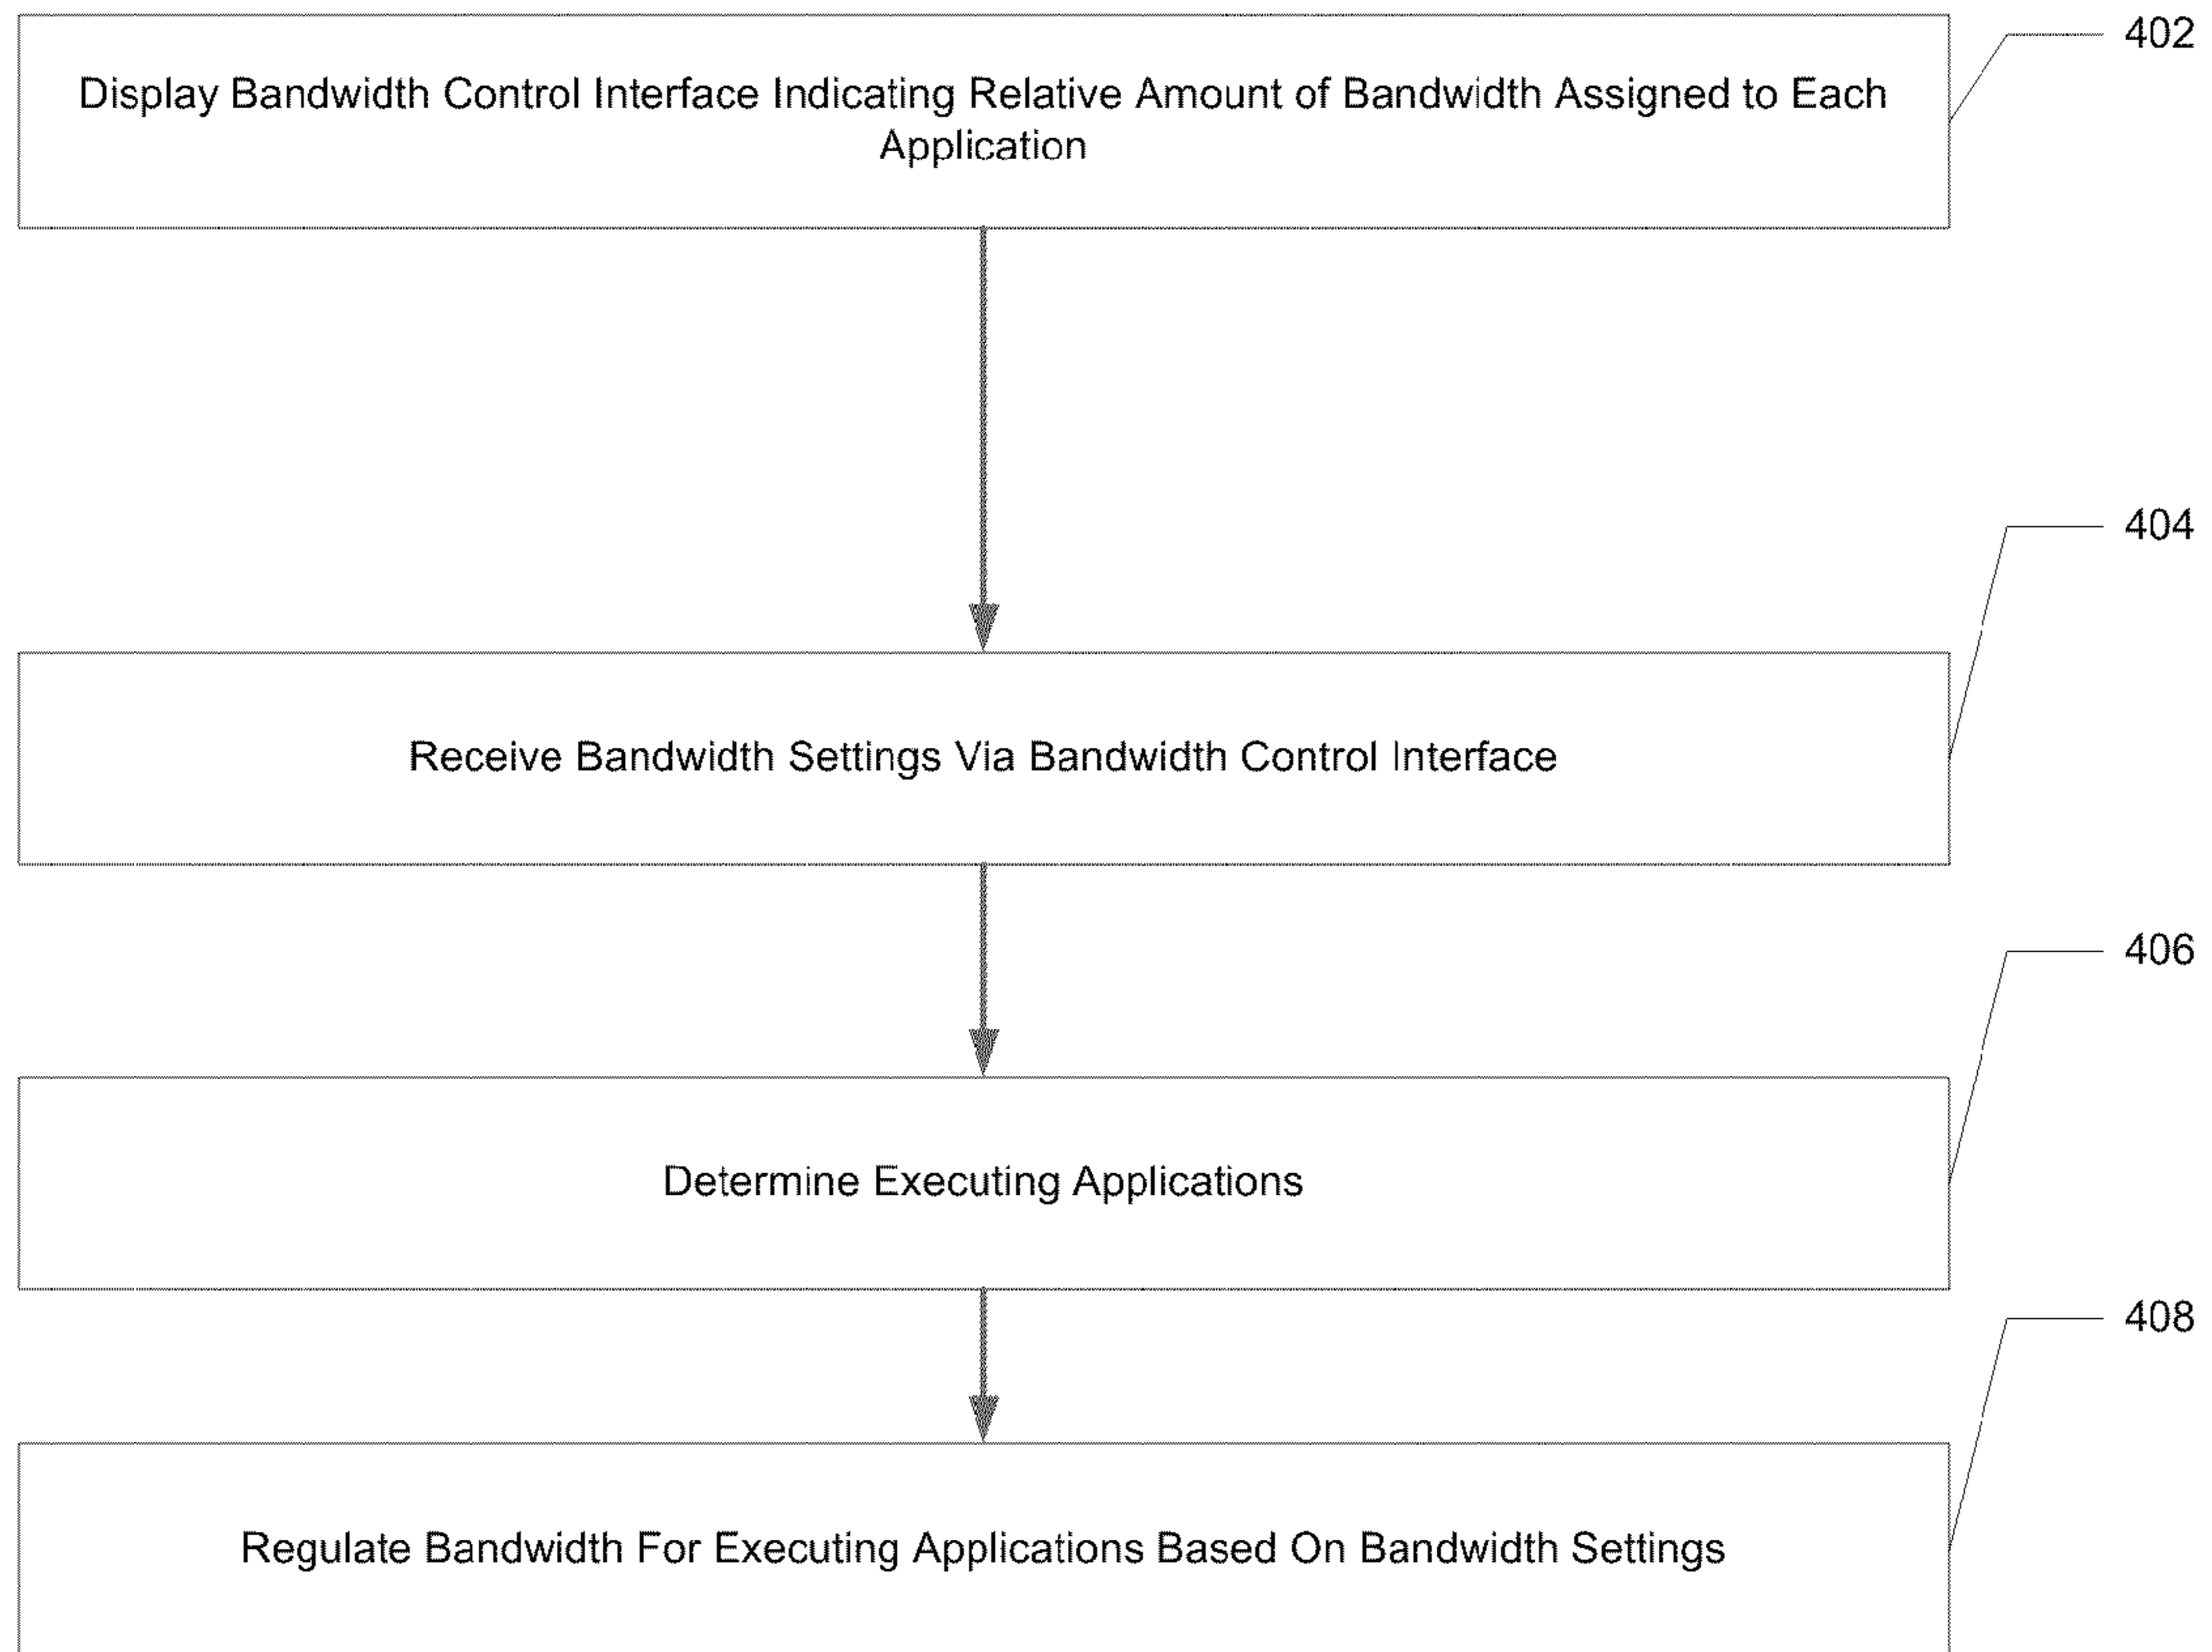 402
Display Bandwidth Control Interface Indicating Relative Amount of Bandwidth Assigned to Each
Application
404
Receive Bandwidth Settings Via Bandwidth Control Interface
406
Determine Executing Applications
408
Regulate Bandwidth For Executing Applications Based On Bandwidth Settings